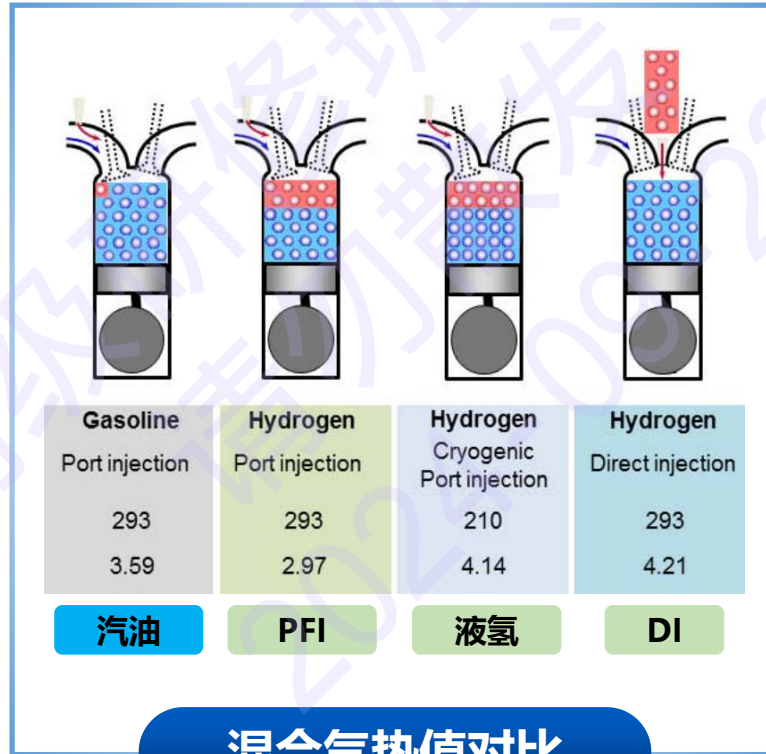 Gasoline
Port injection
293
3.59
Hydrogen
Port injection
293
2.97
Hydrogen
Cryogenic
Port injection
210
4.14
Hydrogen
Direct injection
293
4.21
汽油
PFI
液氢
DI
混合气热值对比